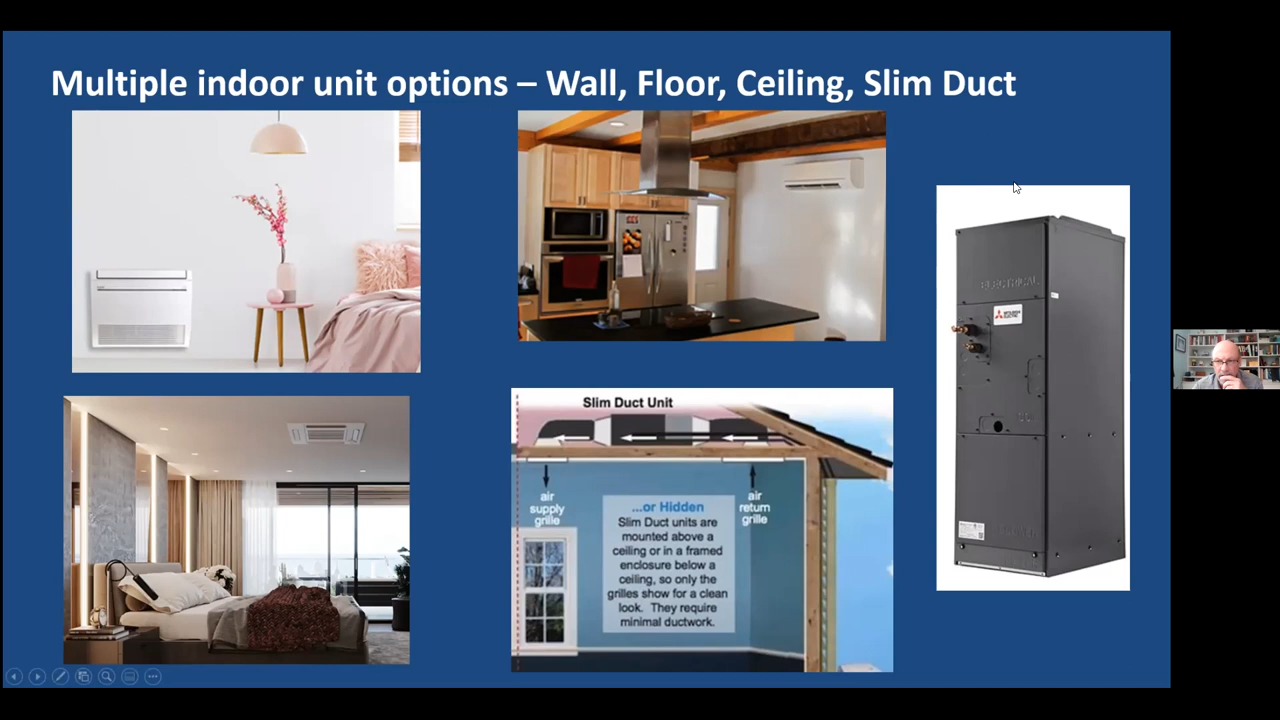 Multiple indoor unit options – Wall, Floor, Ceiling, Slim Duct
Slim Duct Unit
air
supply
grille
air
return
grille
...or Hidden
Slim Duct units are
mounted above a
ceiling or in a framed
enclosure below a
ceiling, so only the
grilles show for a clean
look. They require
minimal ductwork.
ELECTRICAL
MITSUBISHI
ELECTRIC